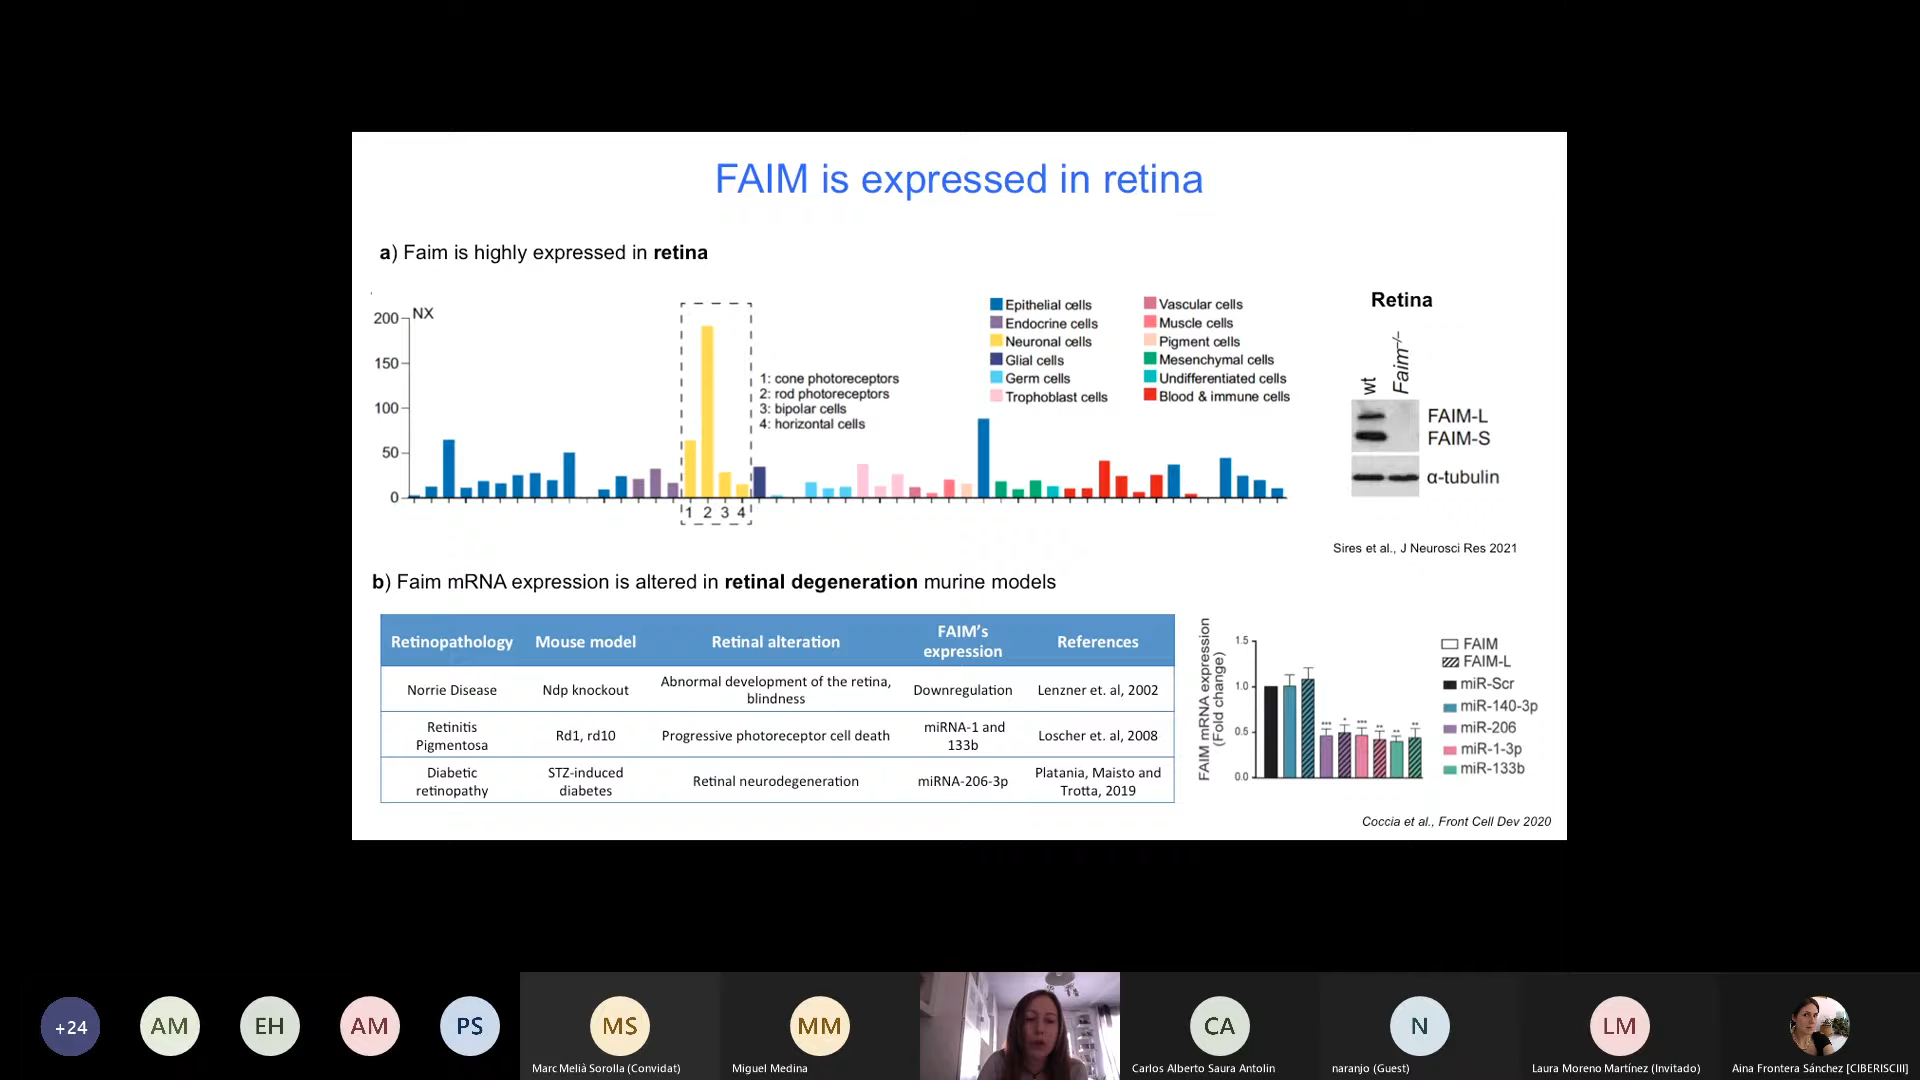 FAIM is expressed in retina
a) Faim is highly expressed in retina
NX
200
150
100
50
0
1 2 3 4
1: cone photoreceptors
2: rod photoreceptors
3: bipolar cells
4: horizontal cells
Epithelial cells
Endocrine cells
Neuronal cells
Glial cells
Germ cells
Trophoblast cells
Vascular cells
Muscle cells
Pigment cells
Mesenchymal cells
Undifferentiated cells
Blood & immune cells
Retina
wt
Faim-/-
FAIM-L
FAIM-S
α-tubulin
Sires et al., J Neurosci Res 2021
b) Faim mRNA expression is altered in retinal degeneration murine models
Retinopathology Mouse model Retinal alteration FAIM's expression References
Norrie Disease Ndp knockout Abnormal development of the retina, blindness Downregulation Lenzner et. al, 2002
Retinitis Pigmentosa Rd1, rd10 Progressive photoreceptor cell death miRNA-1 and 133b Loscher et. al, 2008
Diabetic retinopathy STZ-induced diabetes Retinal neurodegeneration miRNA-206-3p Platania, Maisto and Trotta, 2019
FAIM mRNA expression
(Fold change)
1.5
1.0
0.5
0.0
*** * *** ** ** **
FAIM
FAIM-L
miR-Scr
miR-140-3p
miR-206
miR-1-3p
miR-133b
Coccia et al., Front Cell Dev 2020
+24
AM
EH
AM
PS
MS
Marc Melià Sorolla (Convidat)
MM
Miguel Medina
CA
Carlos Alberto Saura Antolin
N
naranjo (Guest)
LM
Laura Moreno Martínez (Invitado)
Aina Frontera Sánchez [CIBERISCIII]